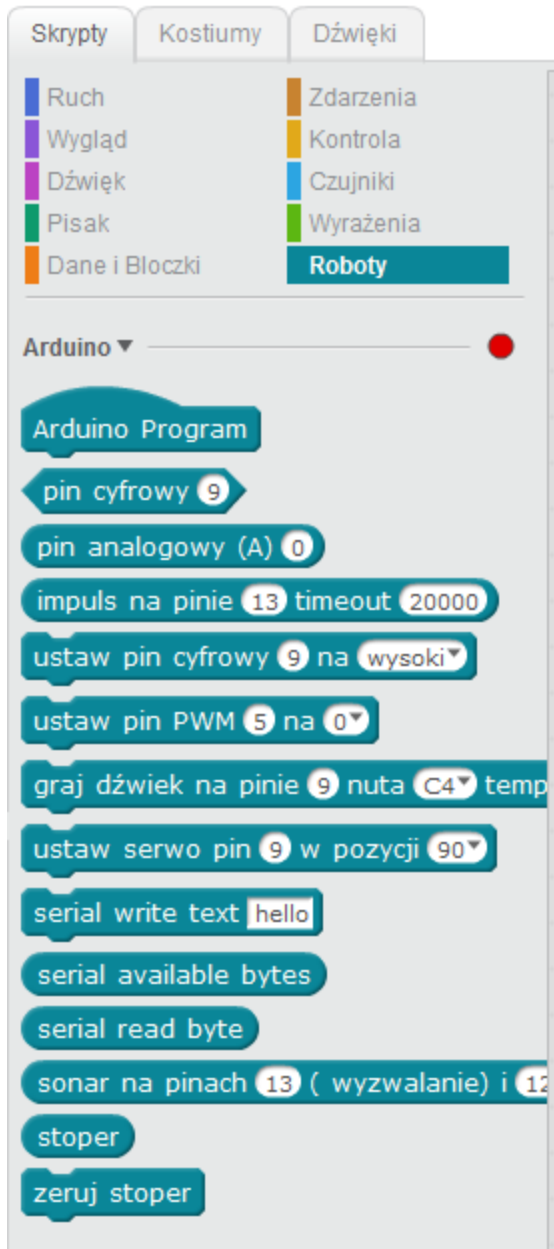 Skrypty Kostiumy Dźwięki
Ruch Zdarzenia
Wygląd Kontrola
Dźwięk Czujniki
Pisak Wyrażenia
Dane i Bloczki Roboty
Arduino
Arduino Program
pin cyfrowy 9
pin analogowy (A) 0
impuls na pinie 13 timeout 20000
ustaw pin cyfrowy 9 na wysoki
ustaw pin PWM 5 na 0
graj dźwiek na pinie 9 nuta C4 temp
ustaw serwo pin 9 w pozycji 90
serial write text hello
serial available bytes
serial read byte
sonar na pinach 13 ( wyzwalanie) i 12
stoper
zeruj stoper